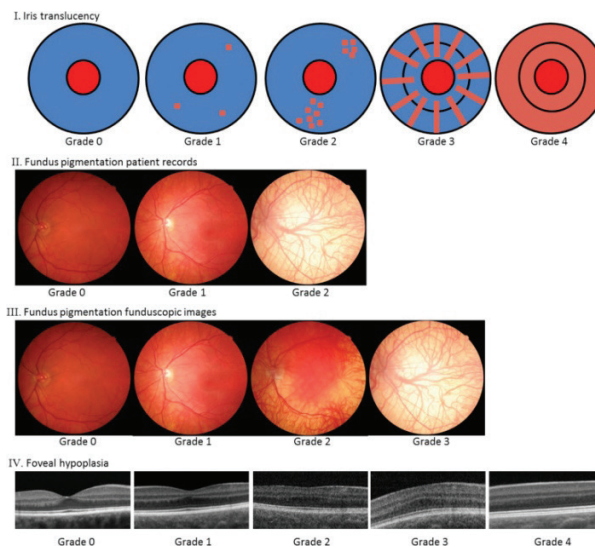 I. Iris translucency
Grade 0 Grade 1 Grade 2 Grade 3 Grade 4
II. Fundus pigmentation patient records
Grade 0 Grade 1 Grade 2
III. Fundus pigmentation funduscopic images
Grade 0 Grade 1 Grade 2 Grade 3
IV. Foveal hypoplasia
Grade 0 Grade 1 Grade 2 Grade 3 Grade 4